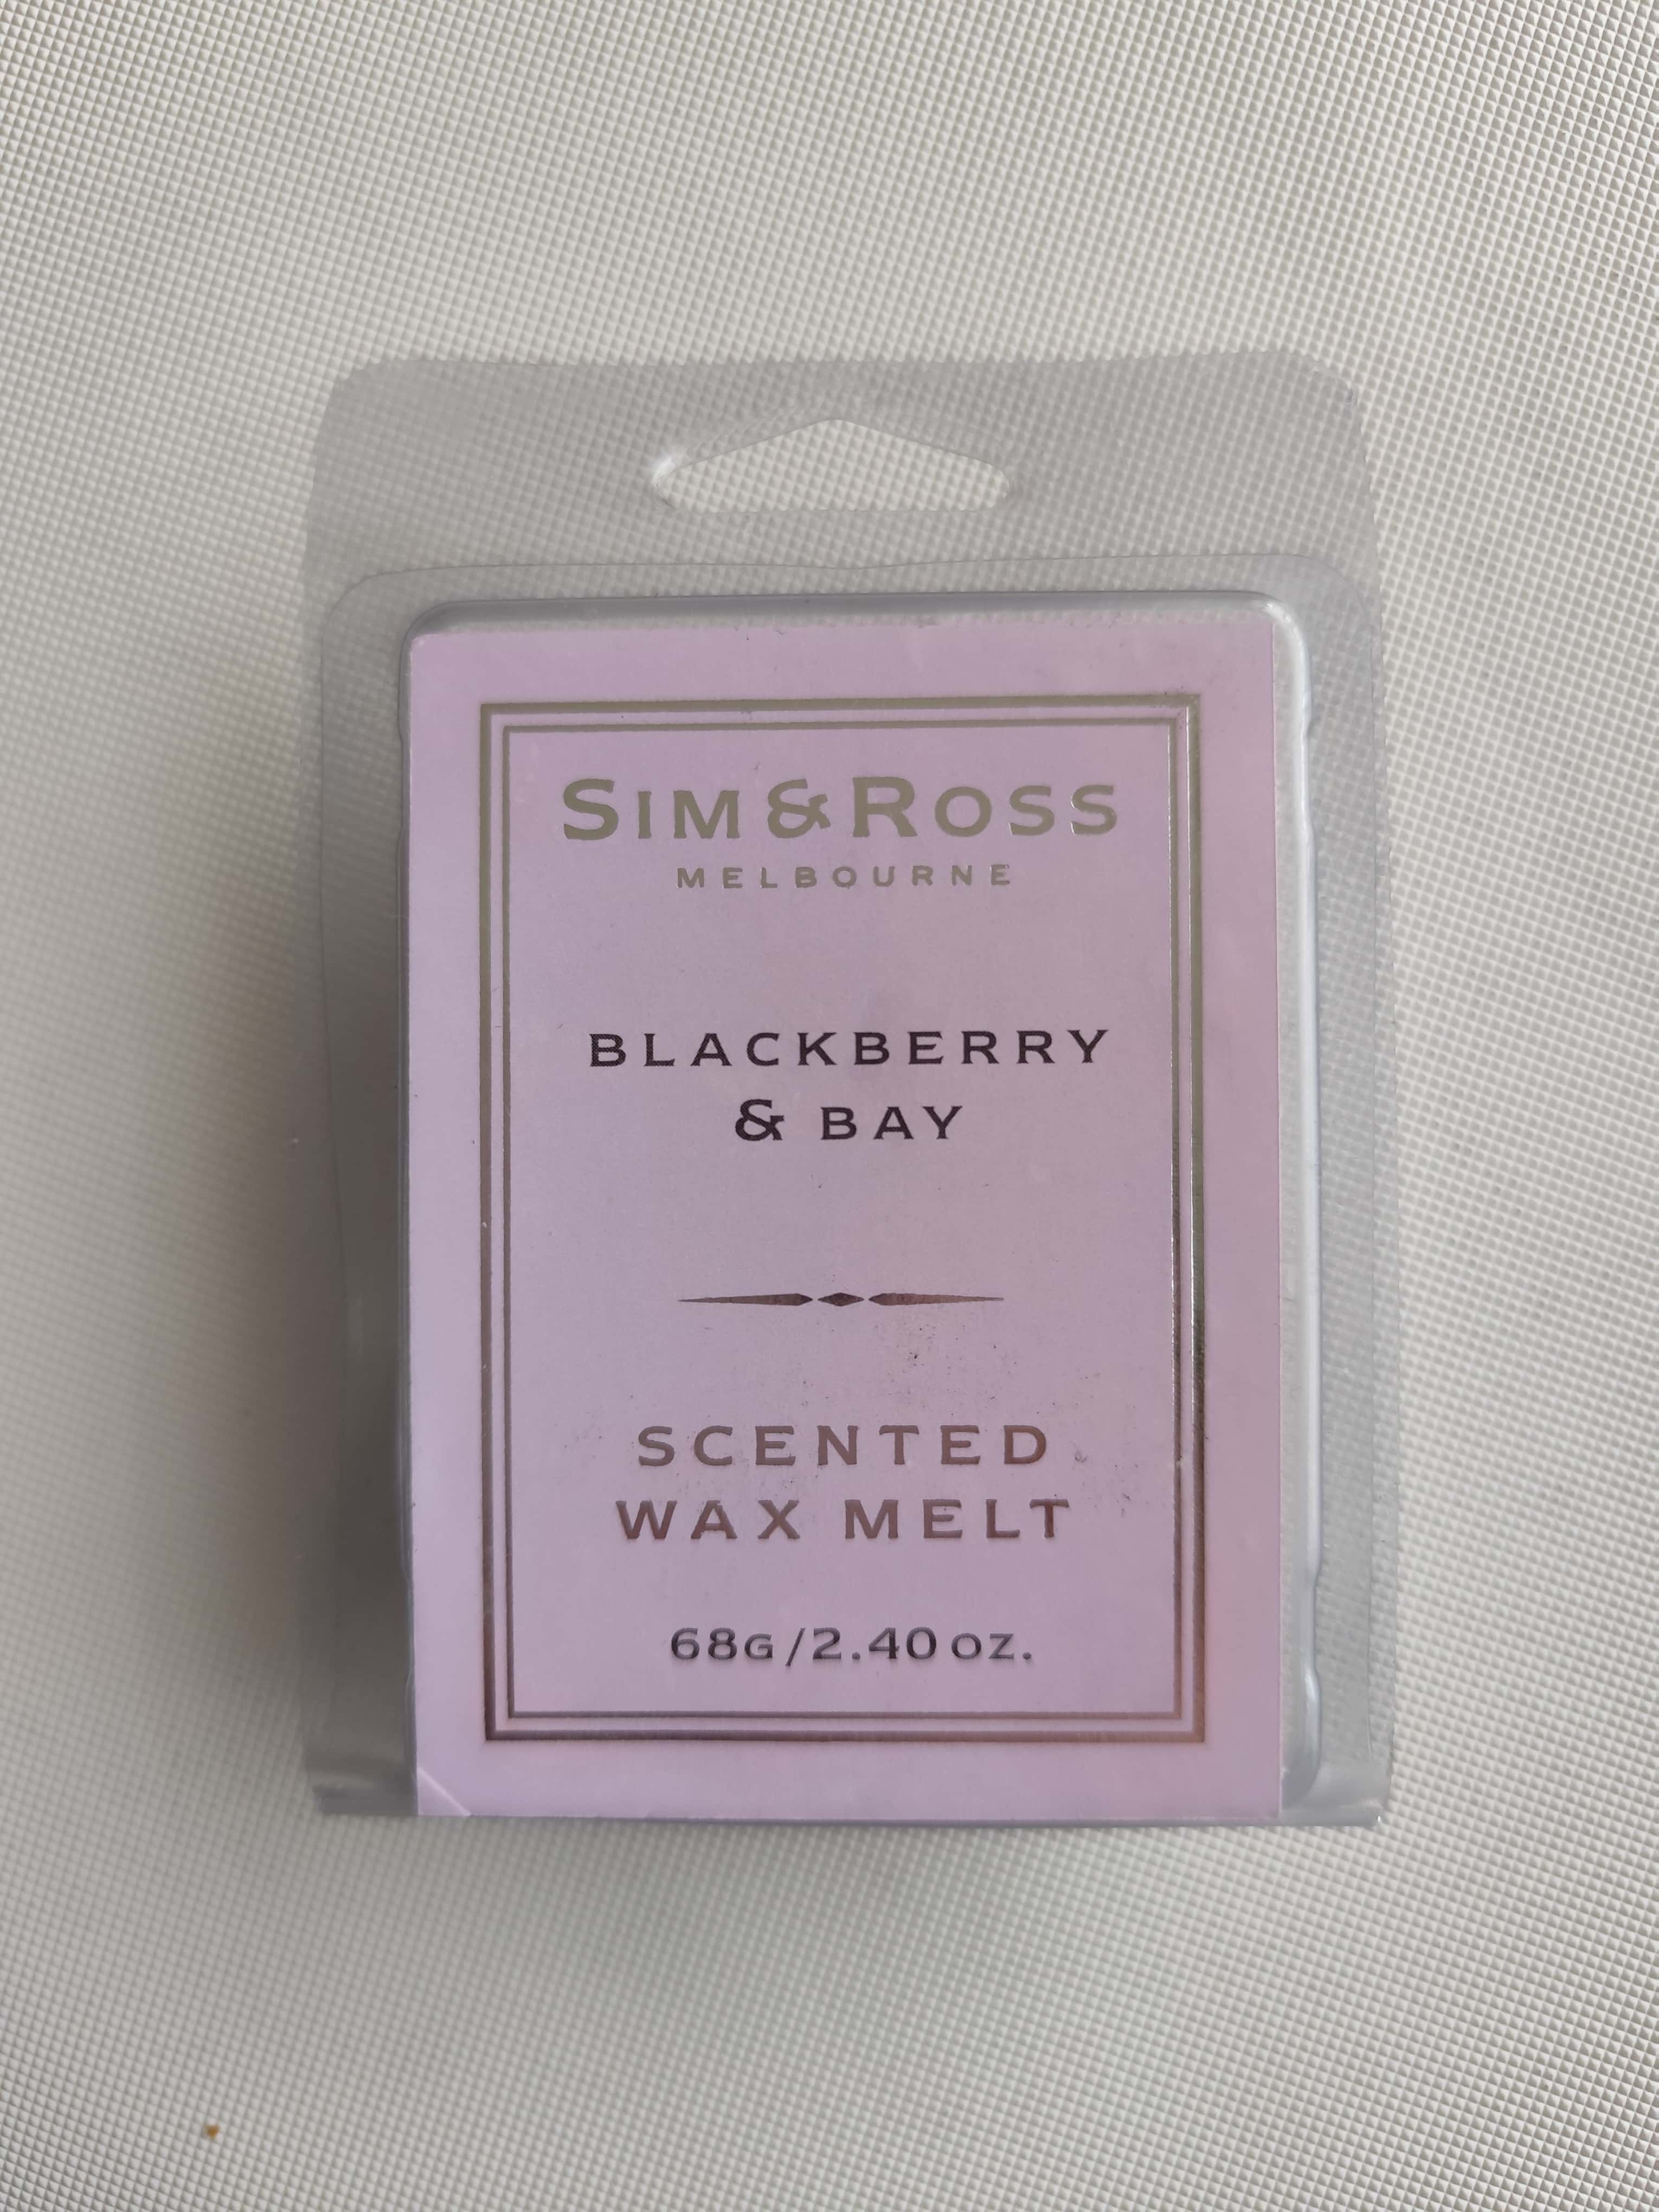 SIM & ROSS
MELBOURNE
BLACKBERRY
& BAY
SCENTED
WAX MELT
68G/2.40 OZ.